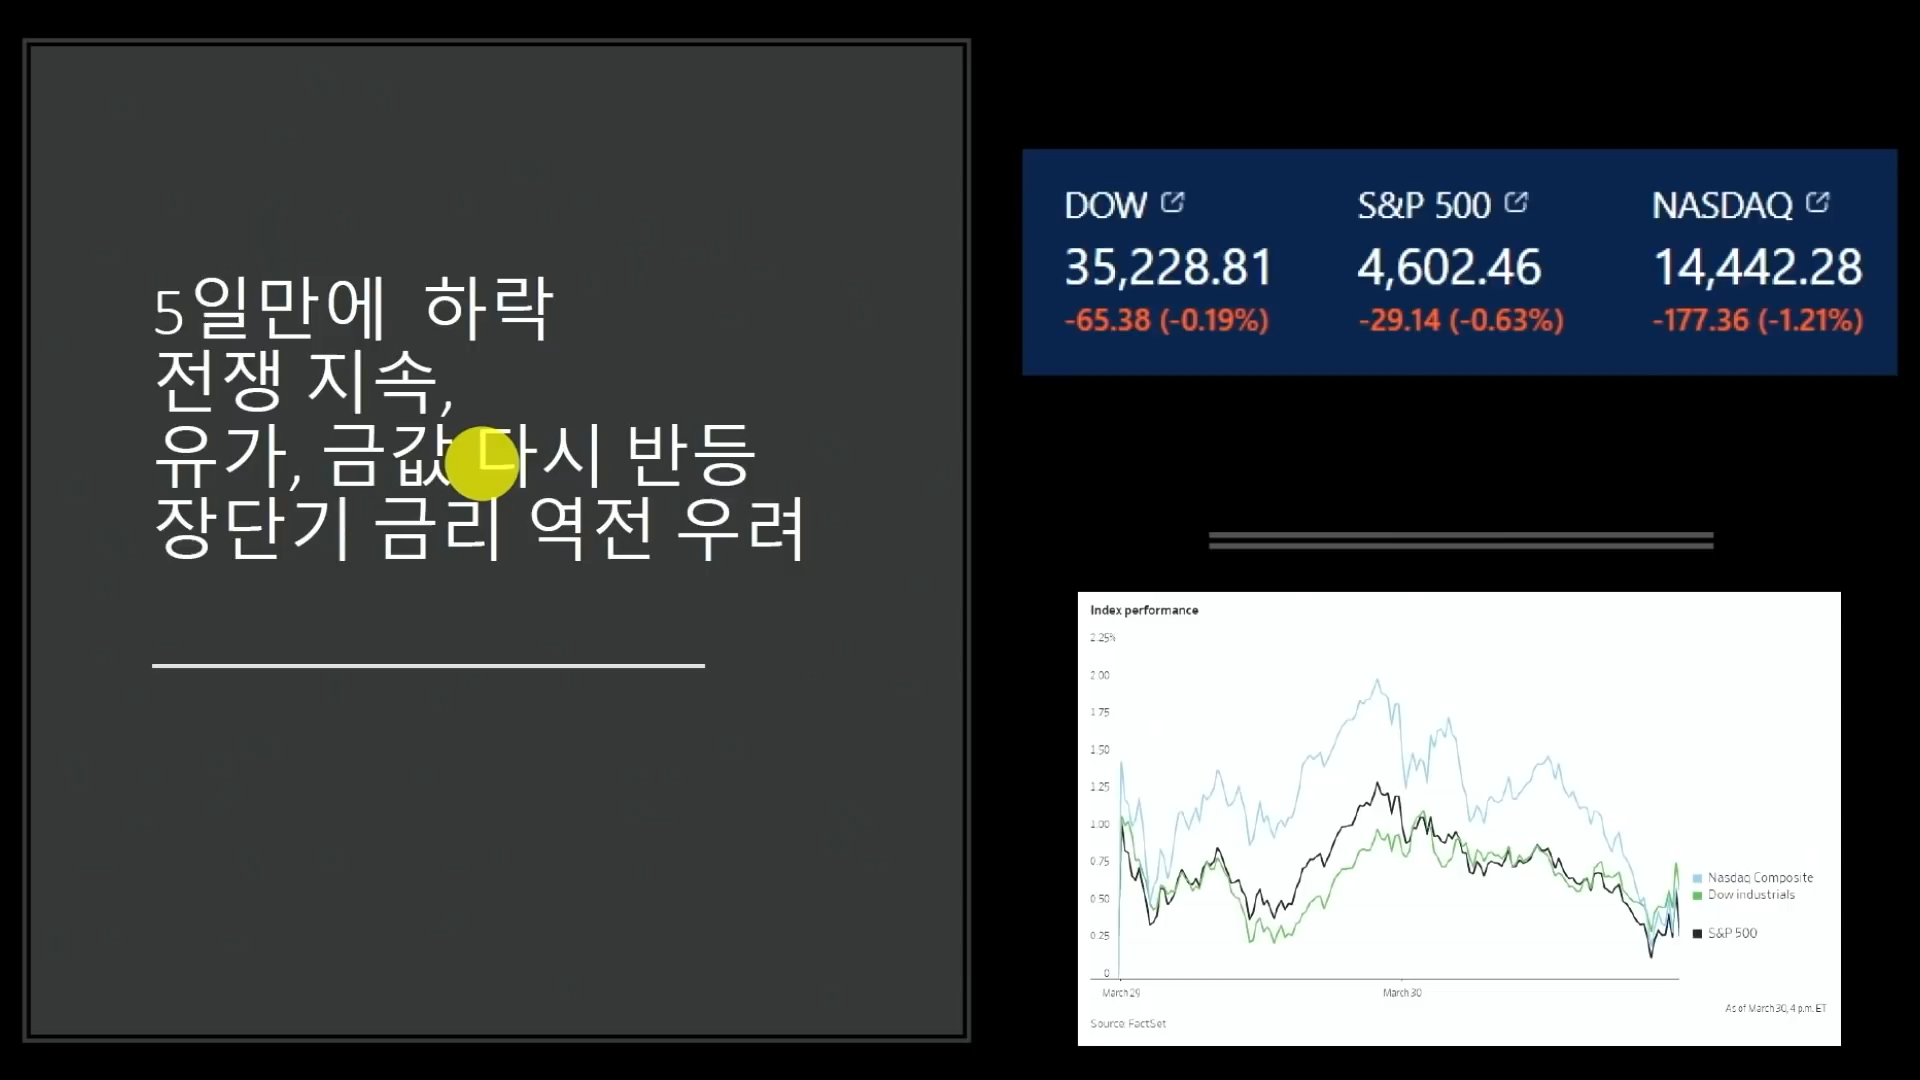 5일만에 하락
전쟁 지속,
유가, 금값 다시 반등
장단기 금리 역전 우려
DOW
35,228.81
-65.38 (-0.19%)
S&P 500
4,602.46
-29.14 (-0.63%)
NASDAQ
14,442.28
-177.36 (-1.21%)
Index performance
2.25%
2.00
1.75
1.50
1.25
1.00
0.75
0.50
0.25
0
March 29
March 30
Nasdaq Composite
Dow industrials
S&P 500
As of March 30, 4 p.m. ET
Source: FactSet